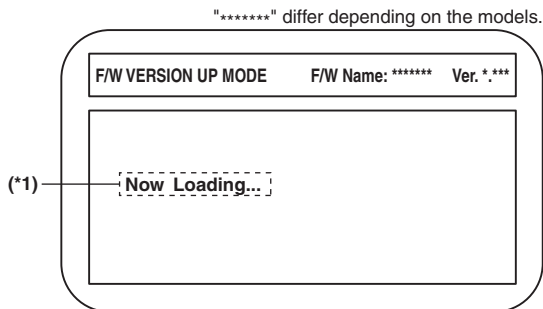 "*******" differ depending on the models.
F/W VERSION UP MODE F/W Name: ******* Ver. *.***
(*1) Now Loading...